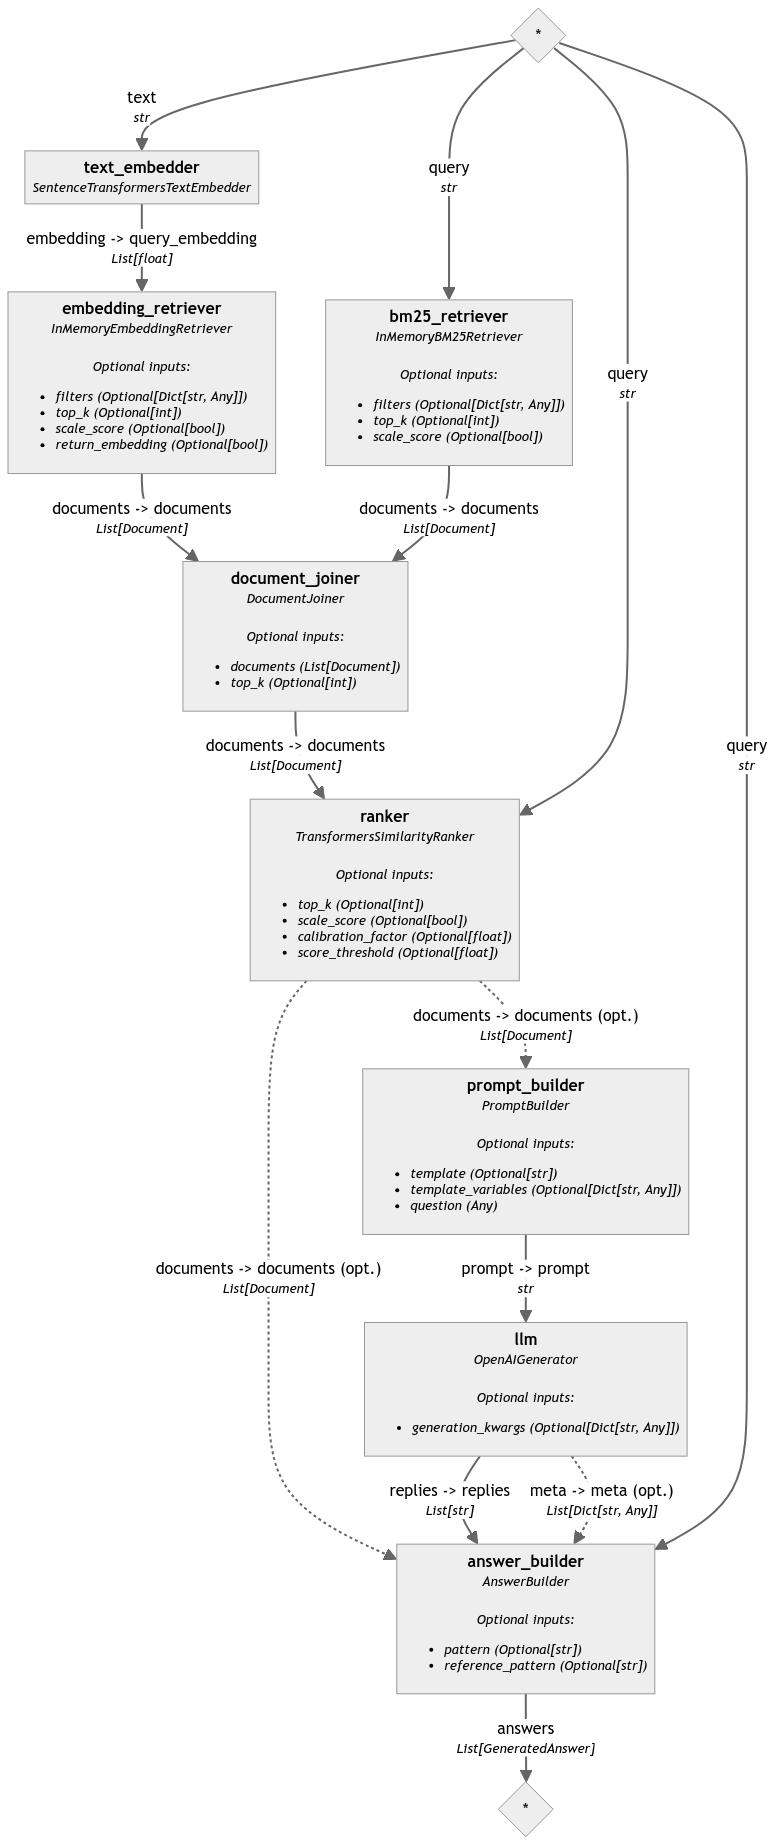 *
text
str
text_embedder
SentenceTransformersTextEmbedder
query
str
embedding -> query_embedding
List[float]
embedding_retriever
InMemoryEmbeddingRetriever
Optional inputs:
• filters (Optional[Dict[str, Any]])
• top_k (Optional[int])
• scale_score (Optional[bool])
• return_embedding (Optional[bool])
bm25_retriever
InMemoryBM25Retriever
Optional inputs:
• filters (Optional[Dict[str, Any]])
• top_k (Optional[int])
• scale_score (Optional[bool])
query
str
documents -> documents
List[Document]
documents -> documents
List[Document]
document_joiner
DocumentJoiner
Optional inputs:
• documents (List[Document])
• top_k (Optional[int])
documents -> documents
List[Document]
query
str
ranker
TransformersSimilarityRanker
Optional inputs:
• top_k (Optional[int])
• scale_score (Optional[bool])
• calibration_factor (Optional[float])
• score_threshold (Optional[float])
documents -> documents (opt.)
List[Document]
prompt_builder
PromptBuilder
Optional inputs:
• template (Optional[str])
• template_variables (Optional[Dict[str, Any]])
• question (Any)
documents -> documents (opt.)
List[Document]
prompt -> prompt
str
llm
OpenAIGenerator
Optional inputs:
• generation_kwargs (Optional[Dict[str, Any]])
replies -> replies
List[str]
meta -> meta (opt.)
List[Dict[str, Any]]
answer_builder
AnswerBuilder
Optional inputs:
• pattern (Optional[str])
• reference_pattern (Optional[str])
answers
List[GeneratedAnswer]
*